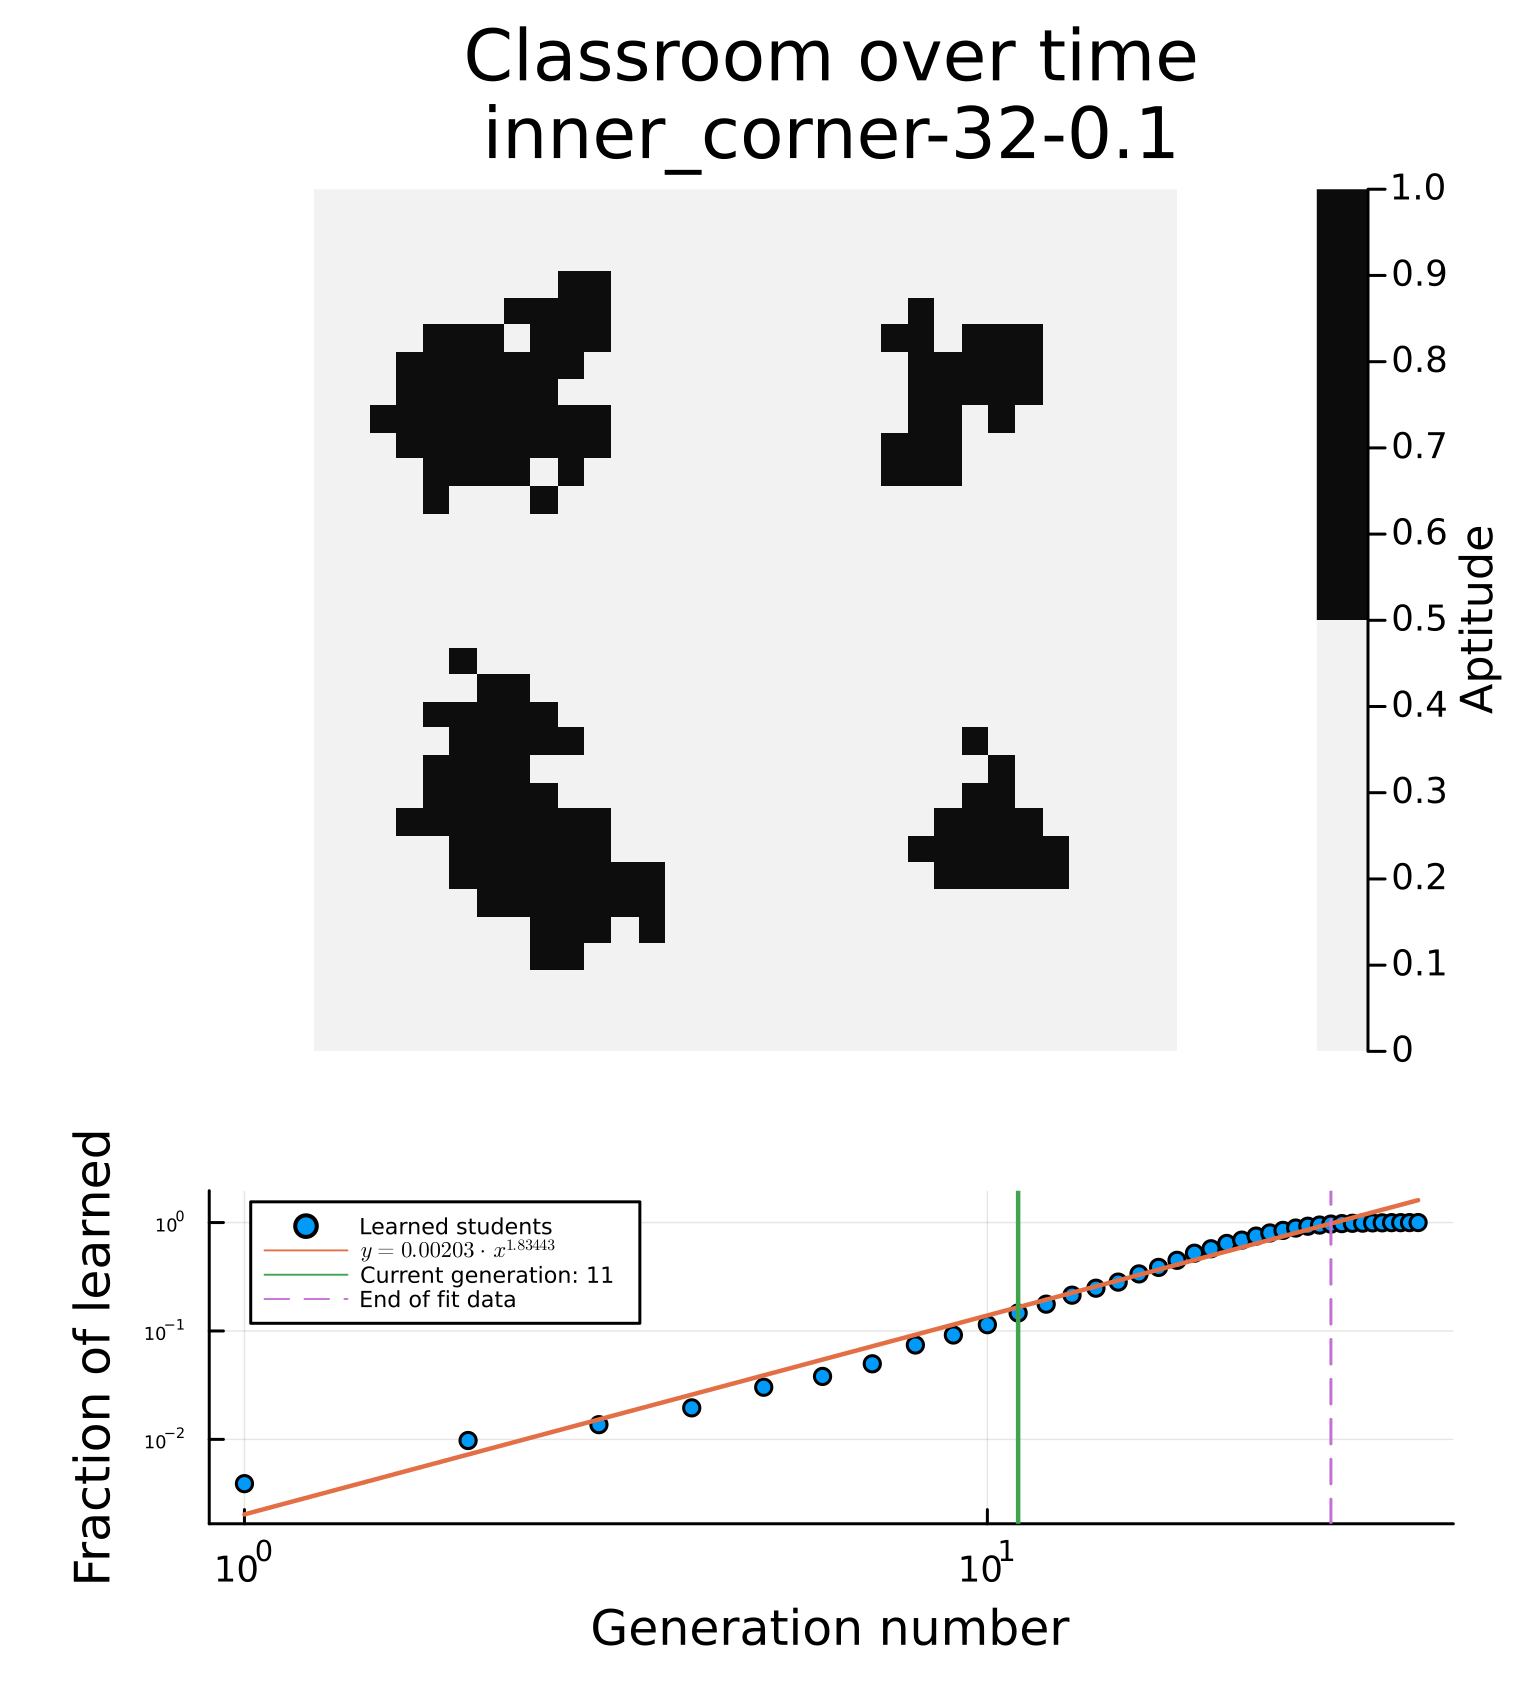 Classroom over time
inner_corner-32-0.1
1.0
0.9
0.8
0.7
0.6
0.5
0.4
0.3
0.2
0.1
0
Aptitude
Fraction of learned
10^0
10^-1
10^-2
Learned students
y = 0.00203 · x^1.83443
Current generation: 11
End of fit data
10^0
10^1
Generation number